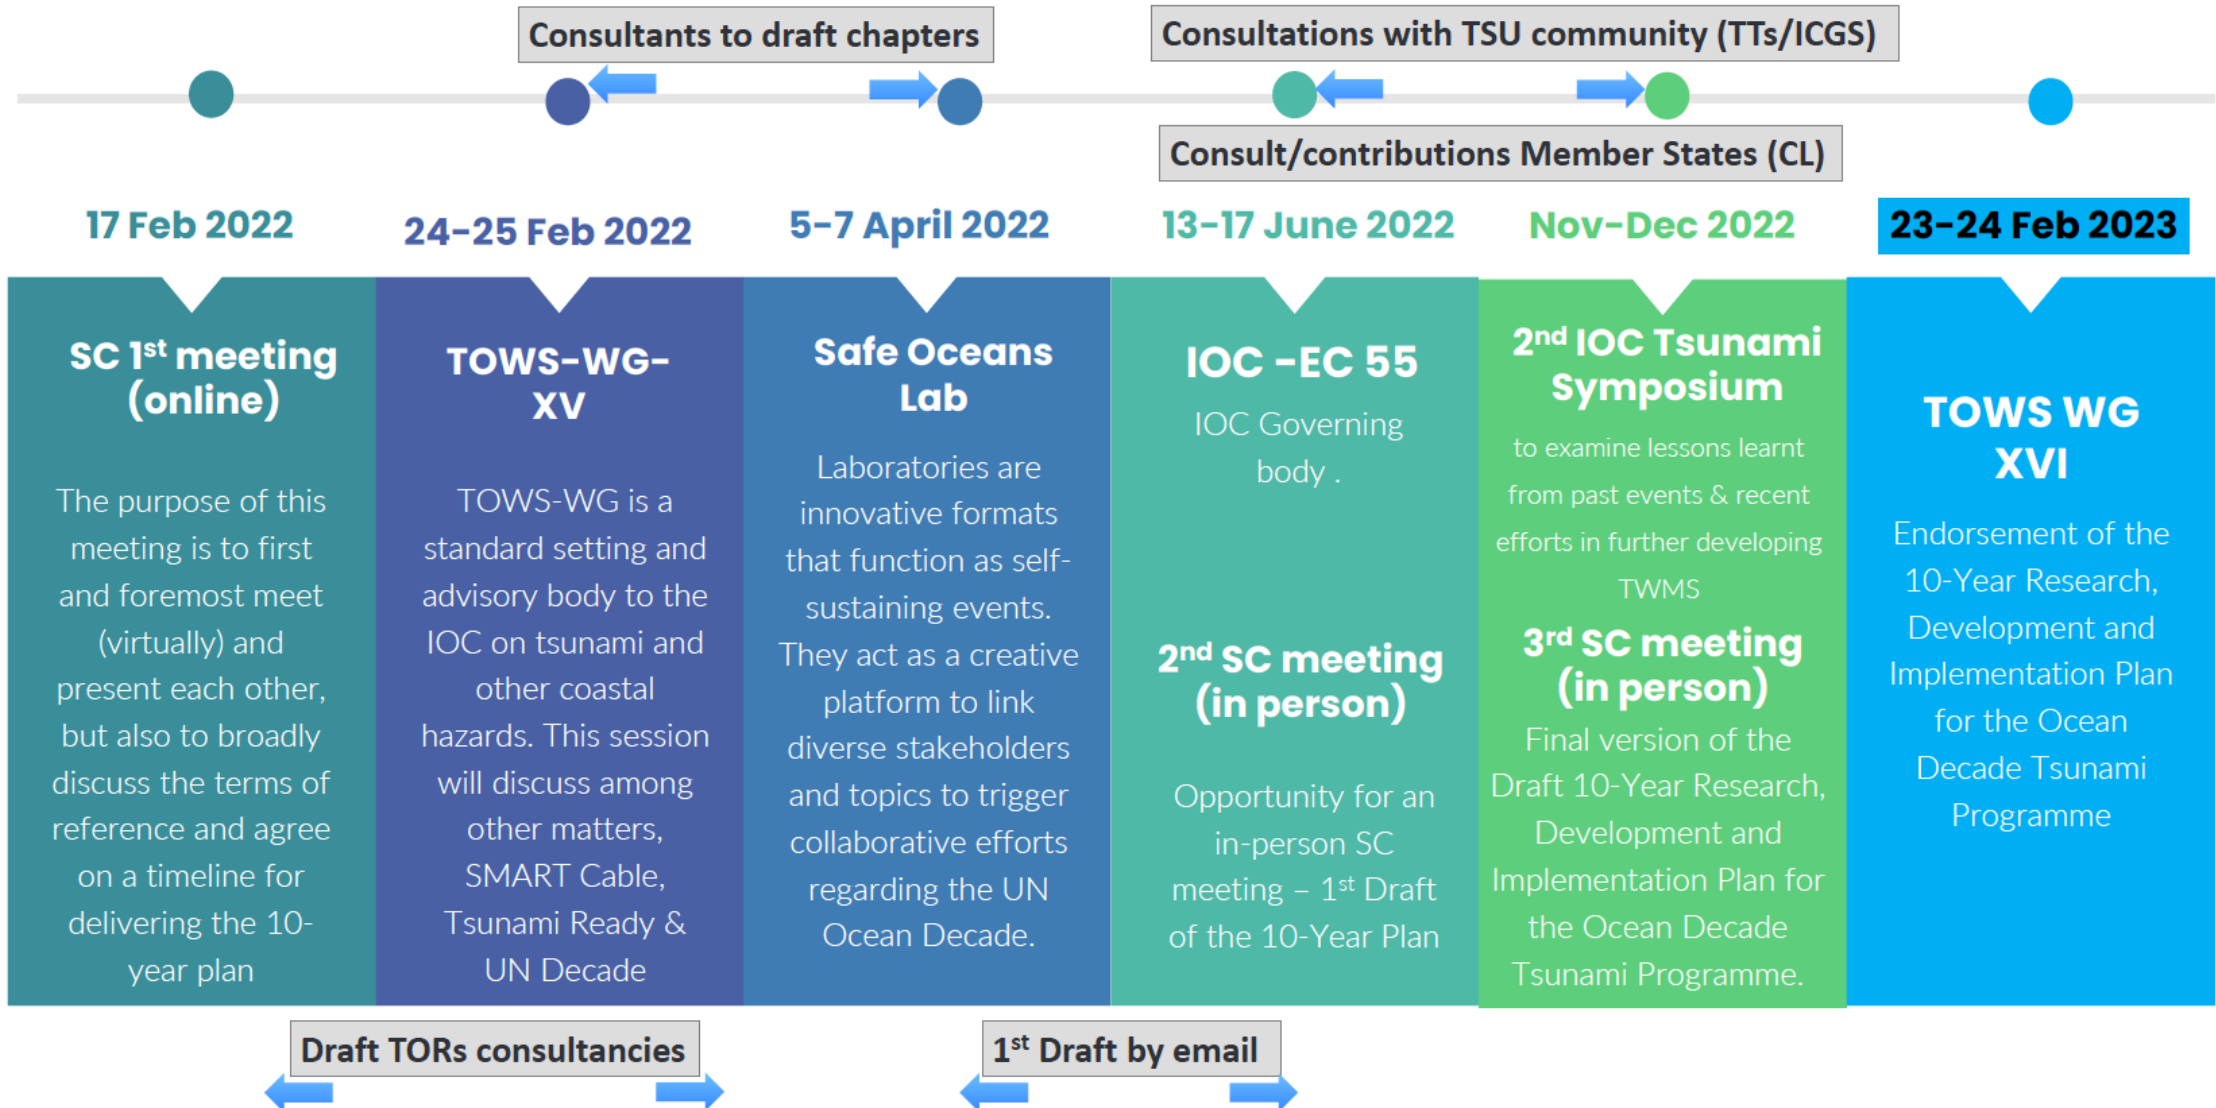 Consultants to draft chapters
Consultations with TSU community (TTs/ICGS)
Consult/contributions Member States (CL)
17 Feb 2022
SC 1st meeting
(online)
The purpose of this
meeting is to first
and foremost meet
(virtually) and
present each other,
but also to broadly
discuss the terms of
reference and agree
on a timeline for
delivering the 10-
year plan
24-25 Feb 2022
TOWS-WG-
XV
TOWS-WG is a
standard setting and
advisory body to the
IOC on tsunami and
other coastal
hazards. This session
will discuss among
other matters,
SMART Cable,
Tsunami Ready &
UN Decade
5-7 April 2022
Safe Oceans
Lab
Laboratories are
innovative formats
that function as self-
sustaining events.
They act as a creative
platform to link
diverse stakeholders
and topics to trigger
collaborative efforts
regarding the UN
Ocean Decade.
13-17 June 2022
IOC -EC 55
IOC Governing
body .
2nd SC meeting
(in person)
Opportunity for an
in-person SC
meeting – 1st Draft
of the 10-Year Plan
Nov-Dec 2022
2nd IOC Tsunami
Symposium
to examine lessons learnt
from past events & recent
efforts in further developing
TWMS
3rd SC meeting
(in person)
Final version of the
Draft 10-Year Research,
Development and
Implementation Plan for
the Ocean Decade
Tsunami Programme.
23-24 Feb 2023
TOWS WG
XVI
Endorsement of the
10-Year Research,
Development and
Implementation Plan
for the Ocean
Decade Tsunami
Programme
Draft TORs consultancies
1st Draft by email